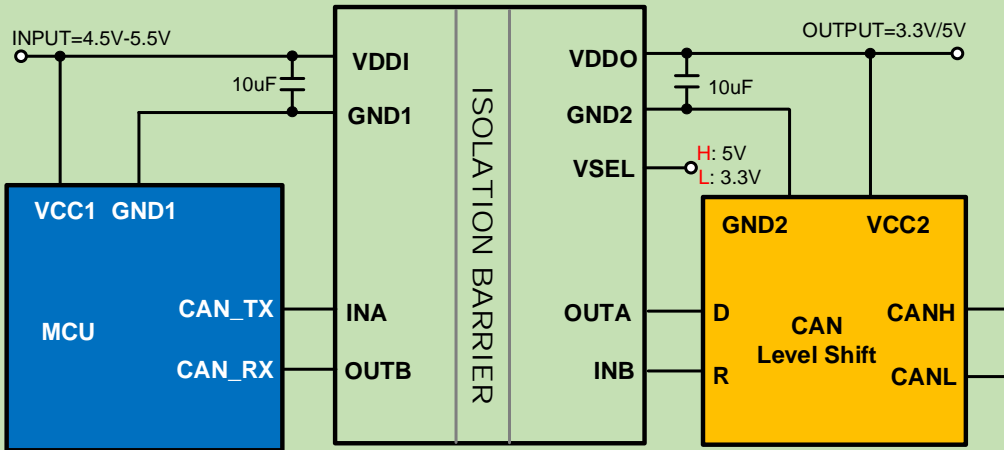 INPUT=4.5V-5.5V
10uF
VDDI
GND1
ISOLATION BARRIER
VDDO
GND2
VSEL
OUTPUT=3.3V/5V
10uF
H: 5V
L: 3.3V
VCC1 GND1
MCU
CAN_TX
CAN_RX
INA
OUTB
OUTA
INB
GND2 VCC2
D
R
CAN
Level Shift
CANH
CANL